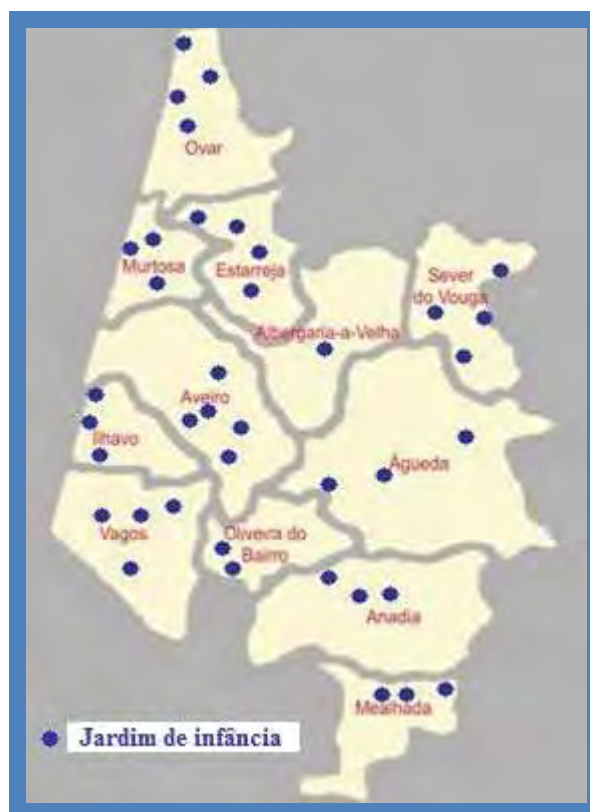 Ovar
Murtosa
Estarreja
Sever
do Vouga
Albergaria-a-Velha
Aveiro
Ílhavo
Águeda
Vagos
Oliveira do
Bairro
Anadia
Mealhada
Jardim de infância